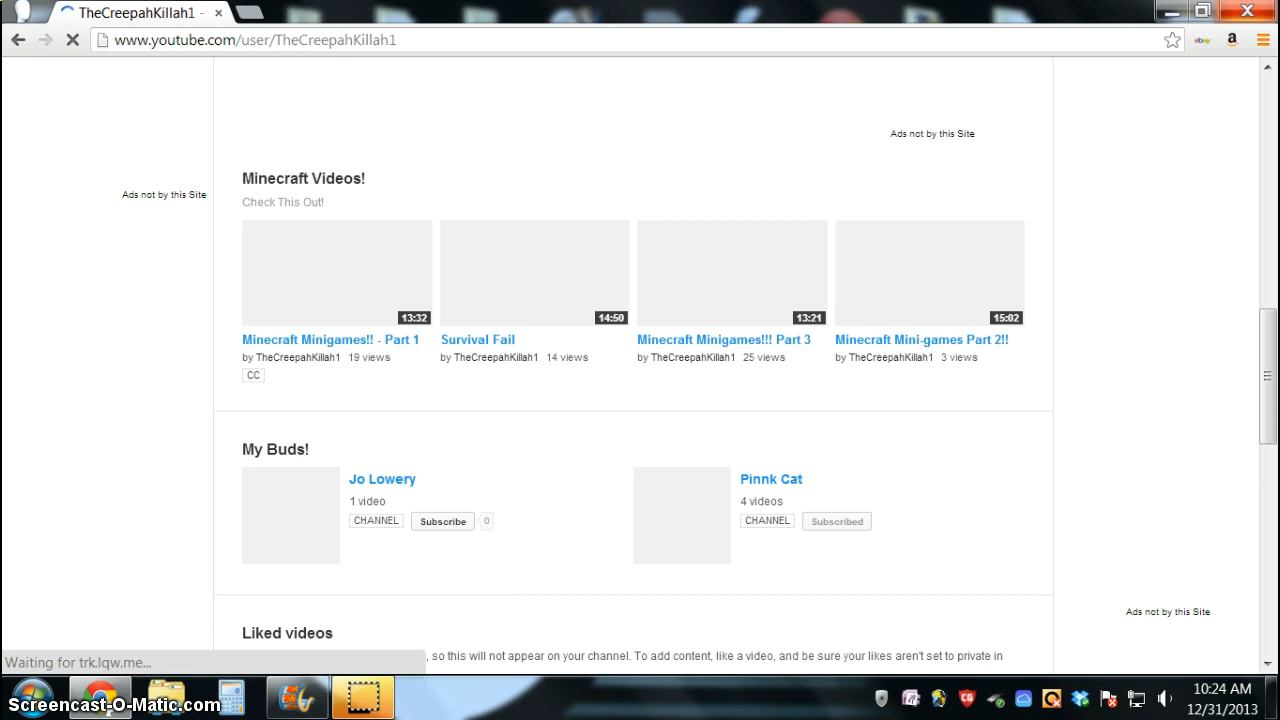 TheCreepahKillah1 -
www.youtube.com/user/TheCreepahKillah1
Ads not by this Site
Minecraft Videos!
Ads not by this Site
Check This Out!
13:32 14:50 13:21 15:02
Minecraft Minigames!! - Part 1 Survival Fail Minecraft Minigames!!! Part 3 Minecraft Mini-games Part 2!!
by TheCreepahKillah1 19 views by TheCreepahKillah1 14 views by TheCreepahKillah1 25 views by TheCreepahKillah1 3 views
CC
My Buds!
Jo Lowery Pinnk Cat
1 video 4 videos
CHANNEL Subscribe 0 CHANNEL Subscribed
Ads not by this Site
Liked videos
, so this will not appear on your channel. To add content, like a video, and be sure your likes aren't set to private in
Waiting for trk.lqw.me...
10:24 AM
12/31/2013
Screencast-O-Matic.com
ebay
a
CG